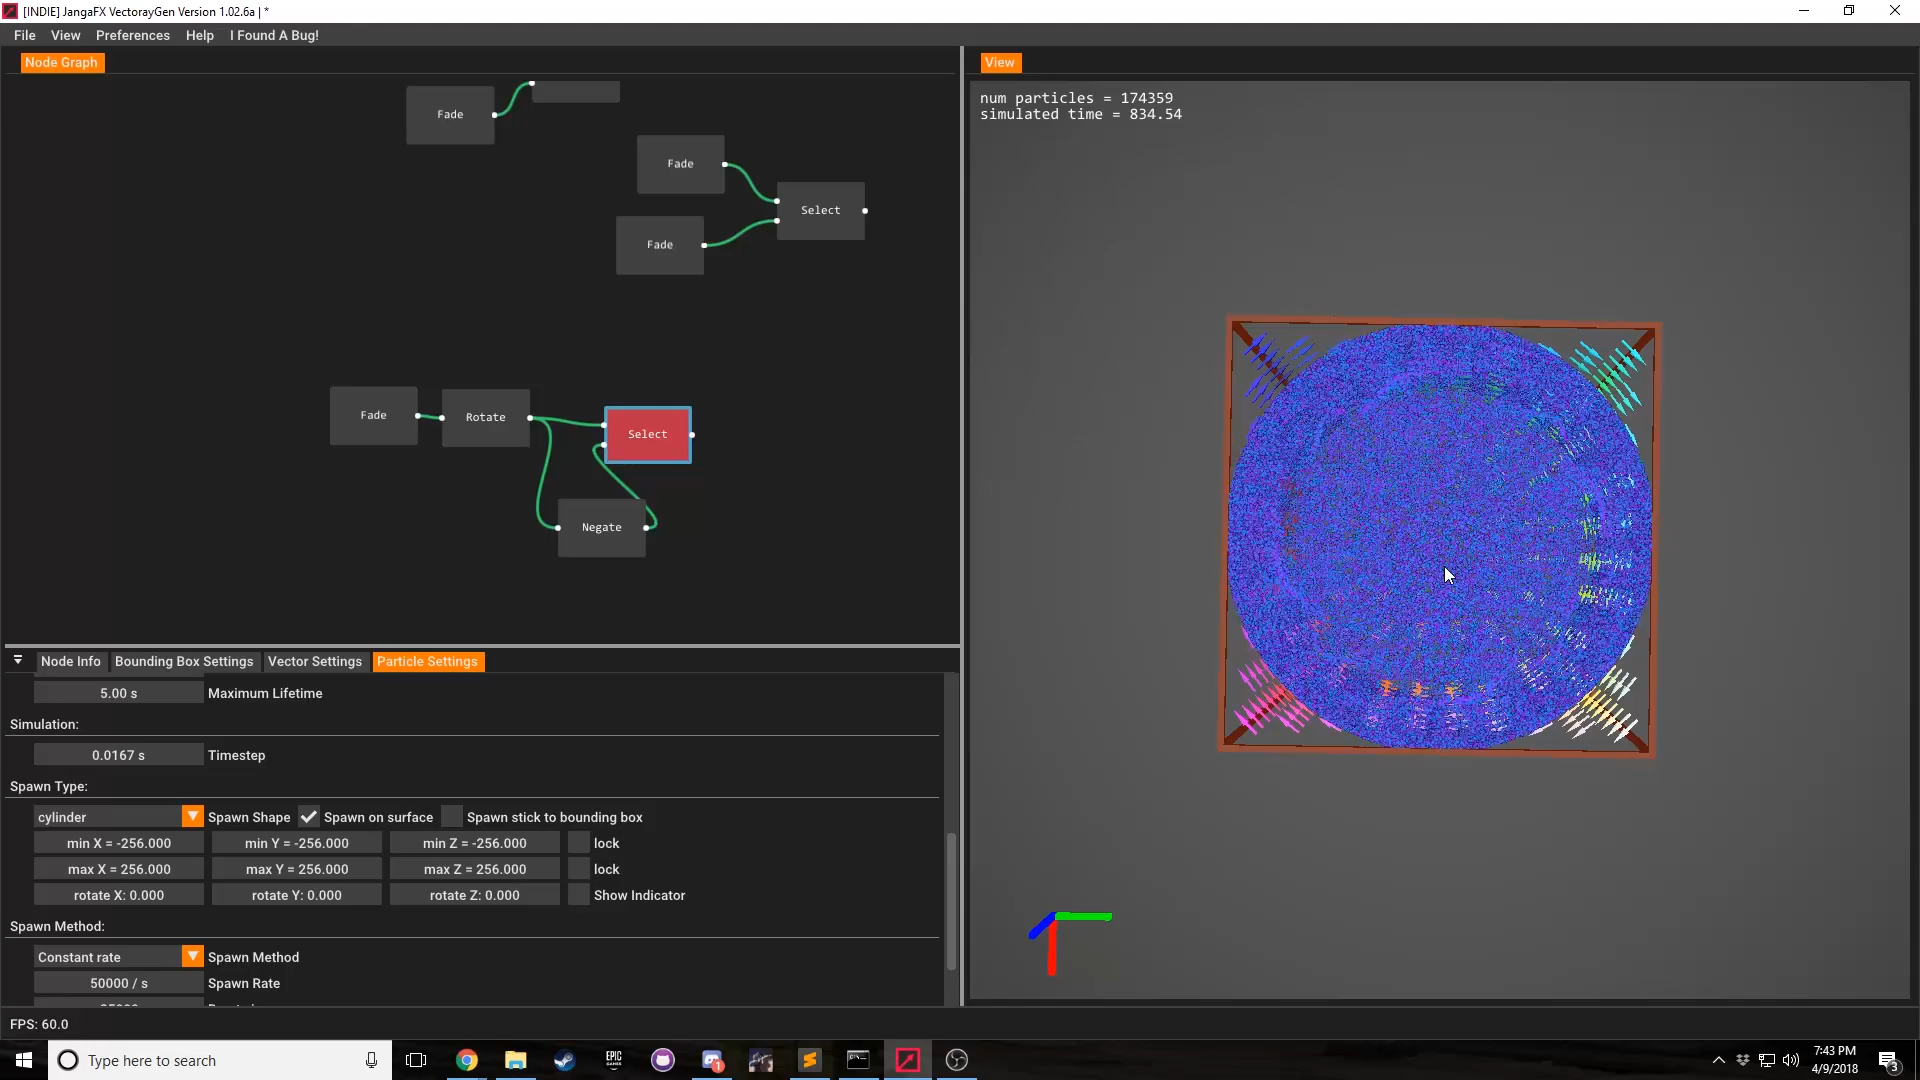 [INDIE] JangaFX VectorayGen Version 1.02.6a | *
File View Preferences Help I Found A Bug!
Node Graph
View
num particles = 174359
simulated time = 834.54
Fade
Fade
Select
Fade
Fade
Rotate
Select
Negate
Node Info Bounding Box Settings Vector Settings Particle Settings
5.00 s Maximum Lifetime
Simulation:
0.0167 s Timestep
Spawn Type:
cylinder Spawn Shape Spawn on surface Spawn stick to bounding box
min X = -256.000 min Y = -256.000 min Z = -256.000 lock
max X = 256.000 max Y = 256.000 max Z = 256.000 lock
rotate X: 0.000 rotate Y: 0.000 rotate Z: 0.000 Show Indicator
Spawn Method:
Constant rate Spawn Method
50000 / s Spawn Rate
FPS: 60.0
Type here to search
EPIC GAMES
1
7:43 PM
4/9/2018
3